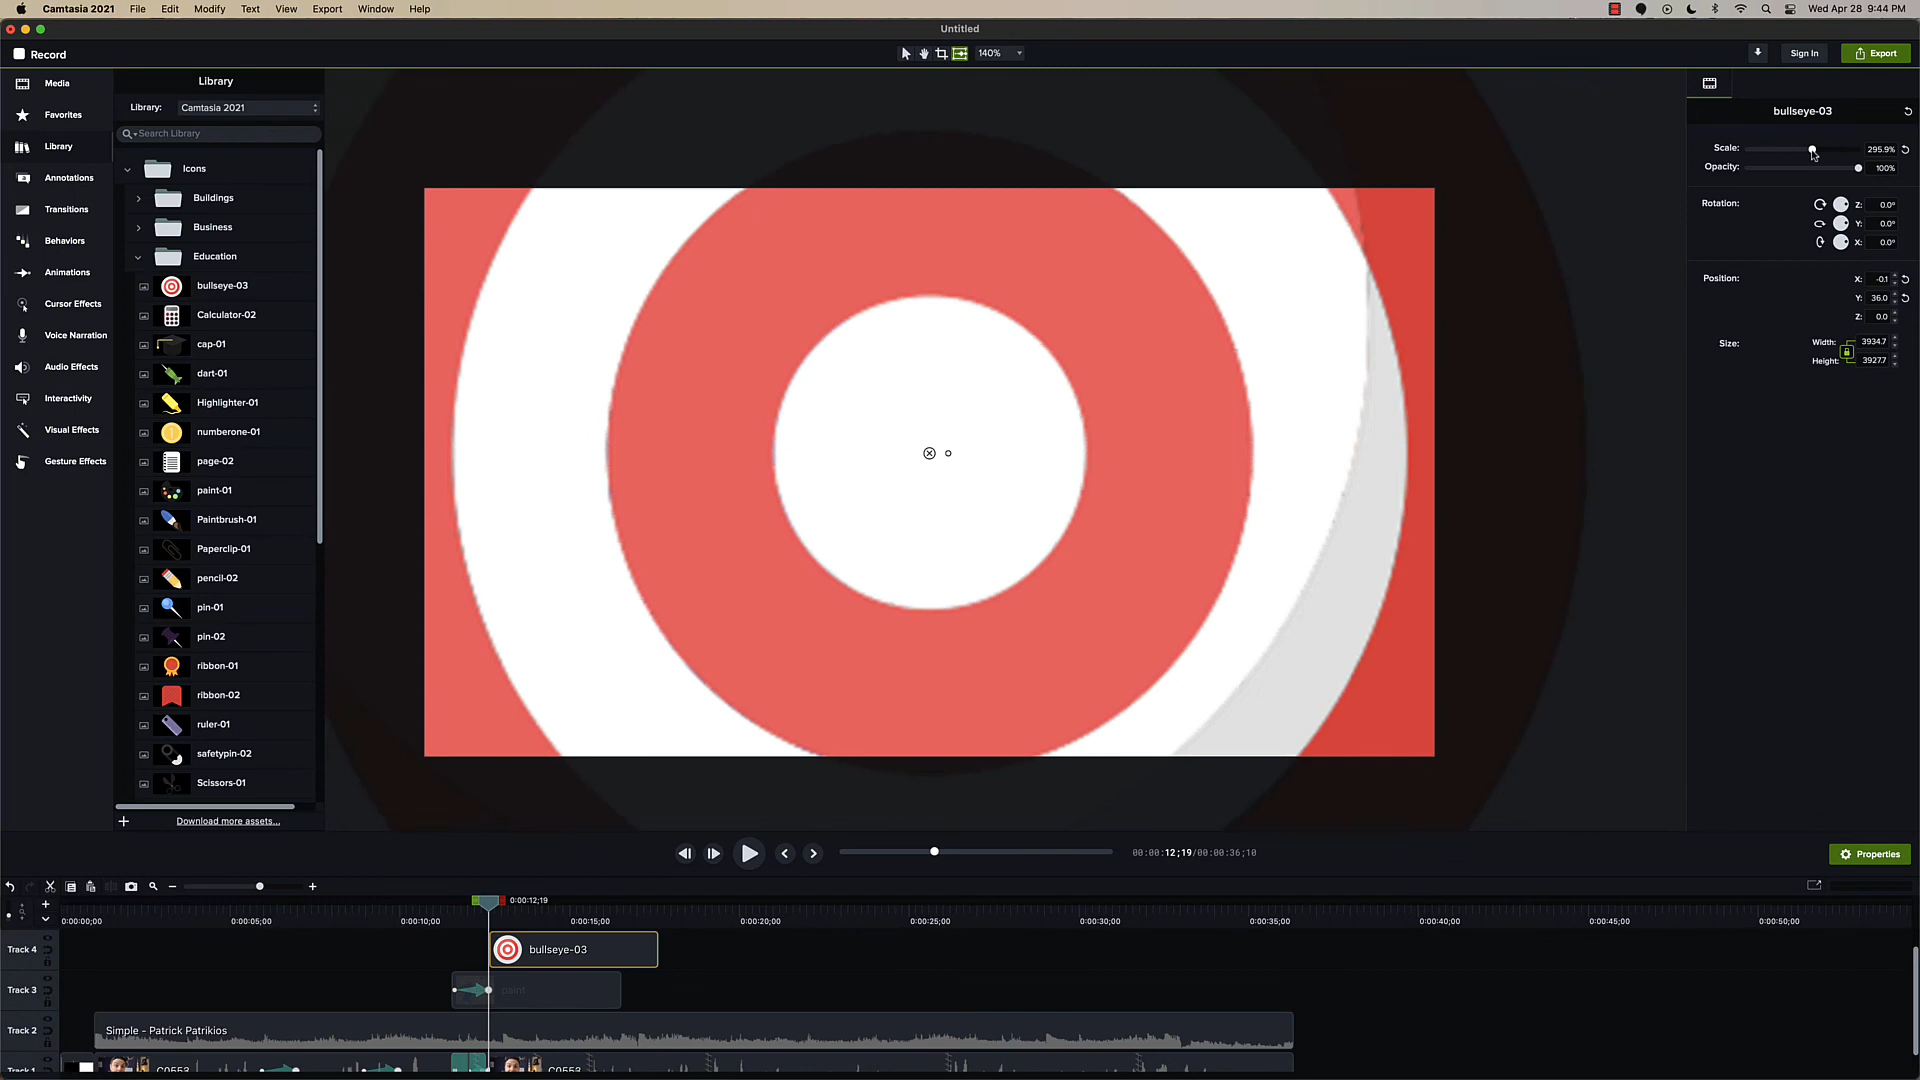 Camtasia 2021 File Edit Modify Text View Export Window Help Wed Apr 28 9:44 PM
Untitled
Record 140% Sign In Export
Media
Favorites
Library
Annotations
Transitions
Behaviors
Animations
Cursor Effects
Voice Narration
Audio Effects
Interactivity
Visual Effects
Gesture Effects
Library
Library: Camtasia 2021
Search Library
Icons
Buildings
Business
Education
bullseye-03
Calculator-02
cap-01
dart-01
Highlighter-01
numberone-01
page-02
paint-01
Paintbrush-01
Paperclip-01
pencil-02
pin-01
pin-02
ribbon-01
ribbon-02
ruler-01
safetypin-02
Scissors-01
Download more assets...
bullseye-03
Scale: 295.9%
Opacity: 100%
Rotation: Z: 0.0°
Y: 0.0°
X: 0.0°
Position: X: -0.1
Y: 36.0
Z: 0.0
Size: Width: 3934.7
Height: 3927.7
00:00:12;19/00:00:36;10
Properties
0:00:12;19
0:00:00;00 0:00:05;00 0:00:10;00 0:00:15;00 0:00:20;00 0:00:25;00 0:00:30;00 0:00:35;00 0:00:40;00 0:00:45;00 0:00:50;00
Track 4 bullseye-03
Track 3 paint
Track 2 Simple - Patrick Patrikios
Track 1 C0553 C0553